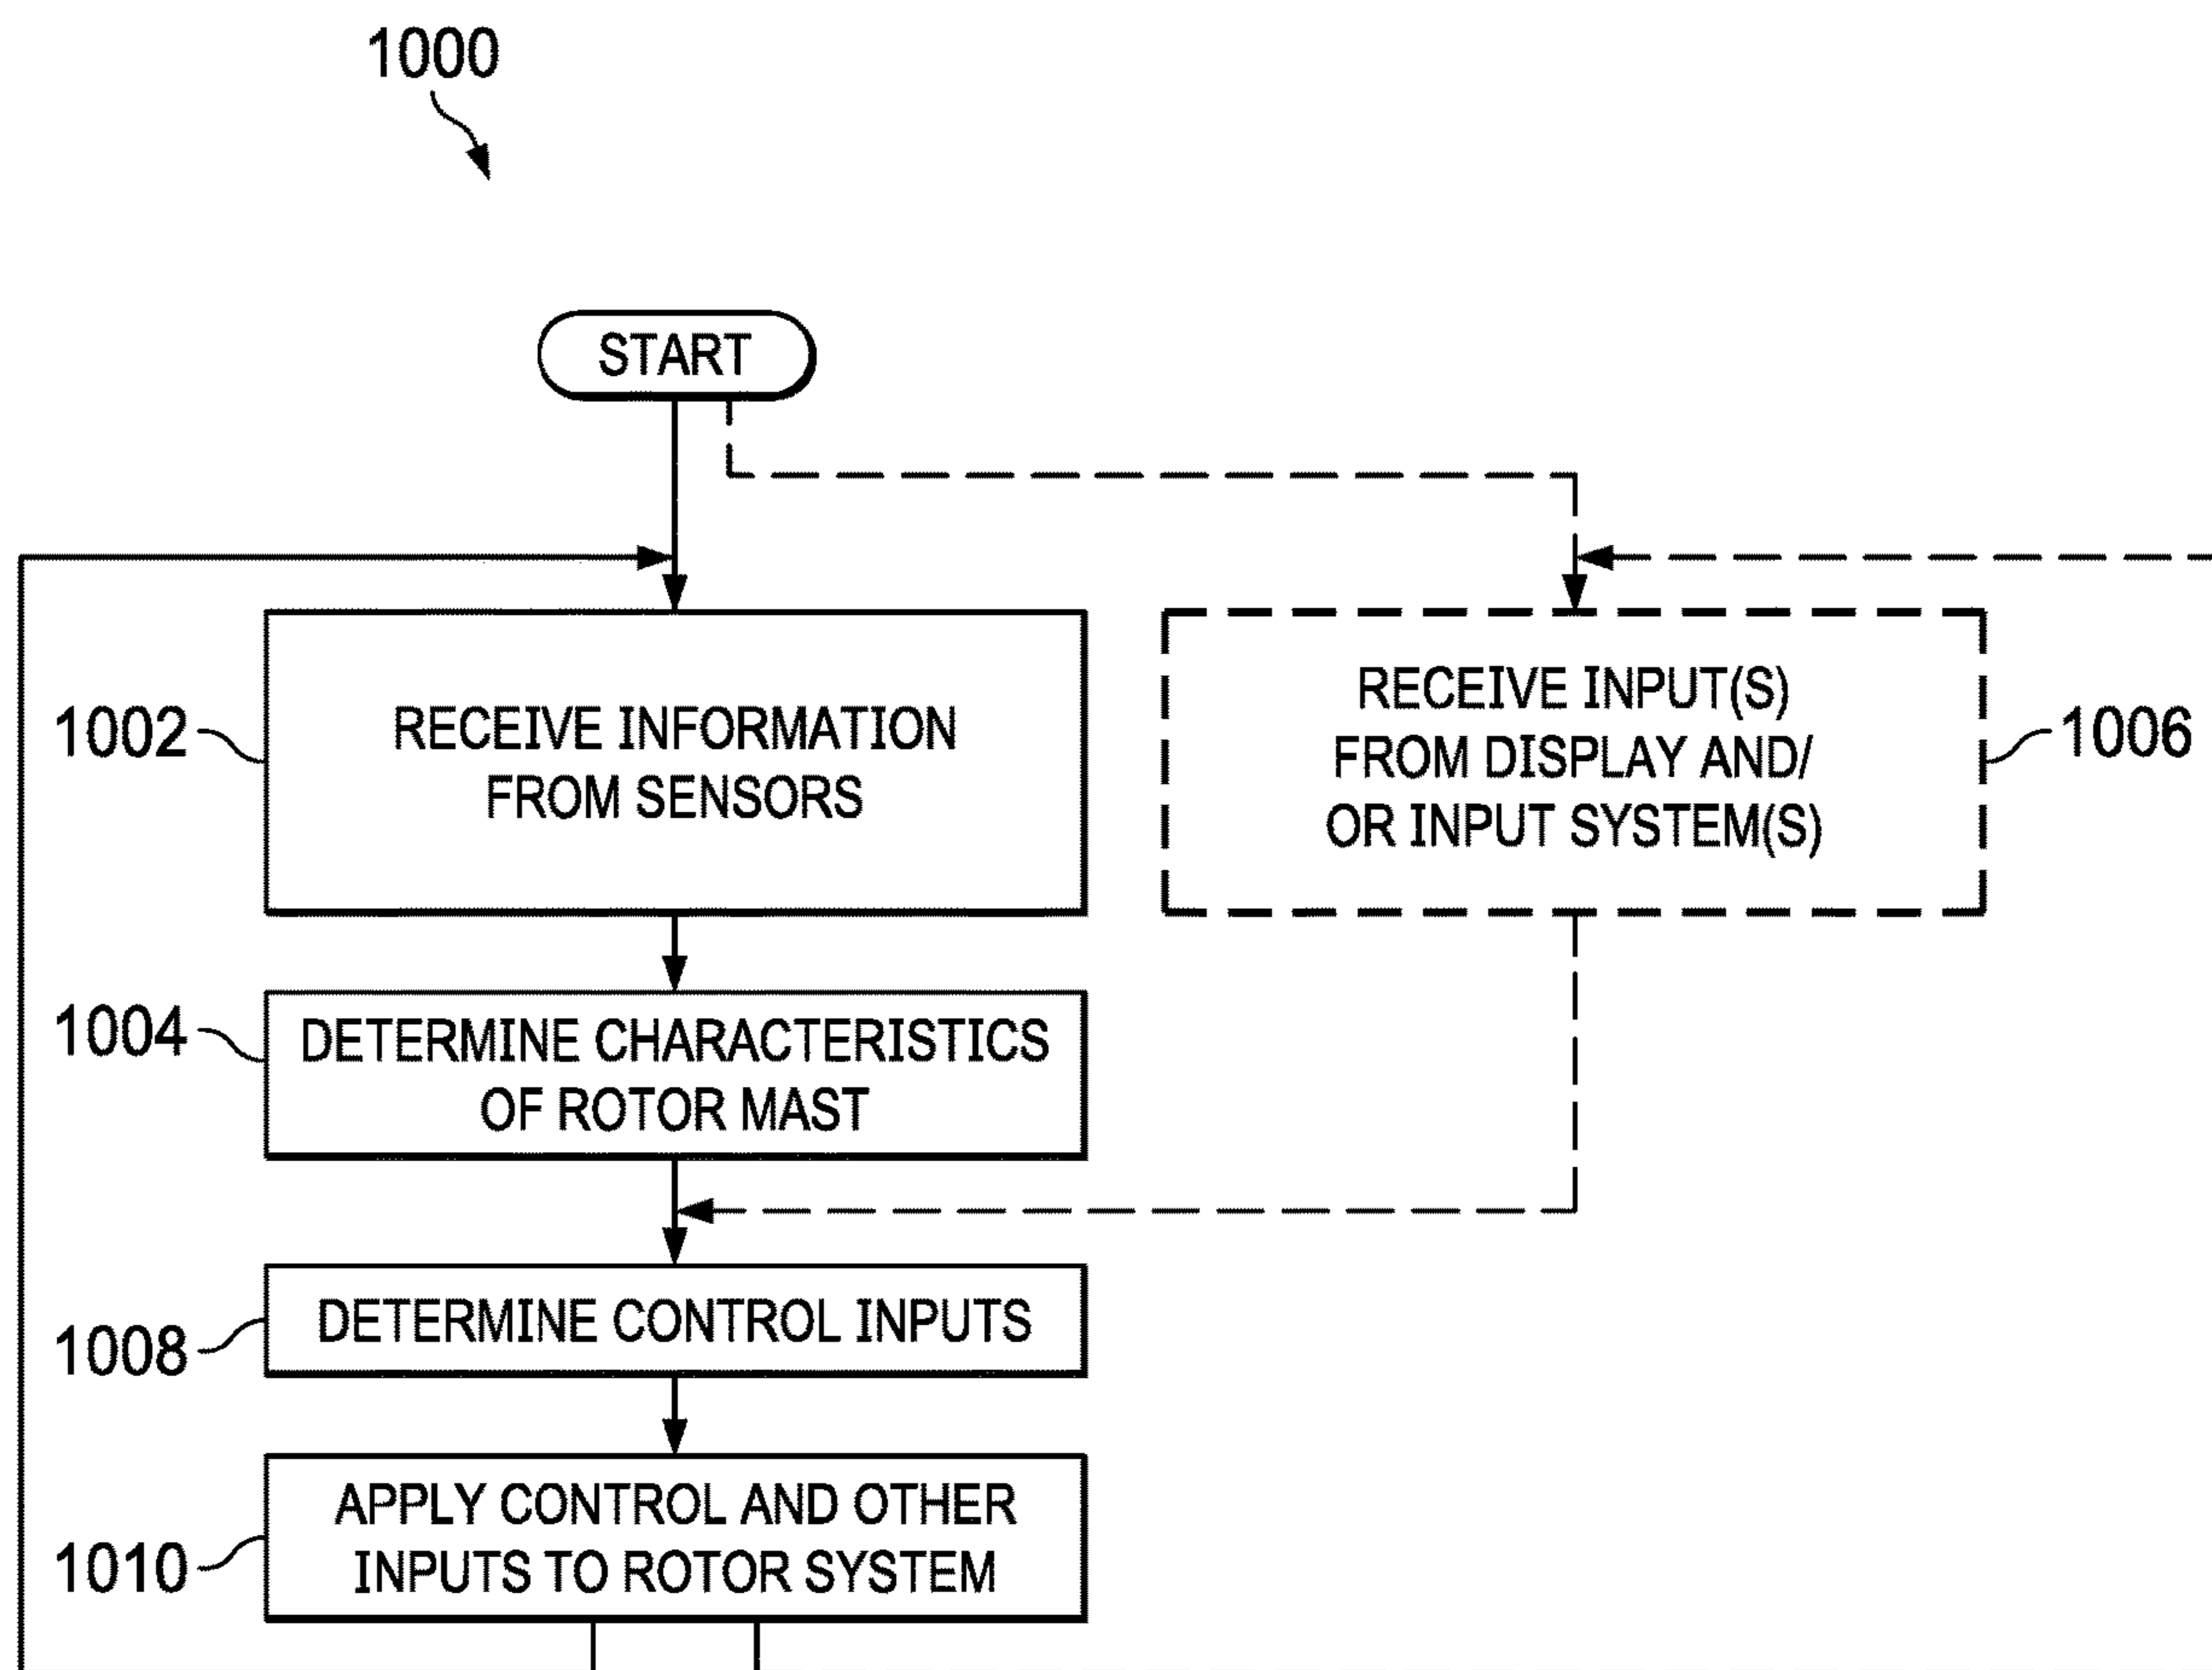 1000
START
1002
RECEIVE INFORMATION
FROM SENSORS
RECEIVE INPUT(S)
FROM DISPLAY AND/
OR INPUT SYSTEM(S)
1006
1004
DETERMINE CHARACTERISTICS
OF ROTOR MAST
1008
DETERMINE CONTROL INPUTS
1010
APPLY CONTROL AND OTHER
INPUTS TO ROTOR SYSTEM